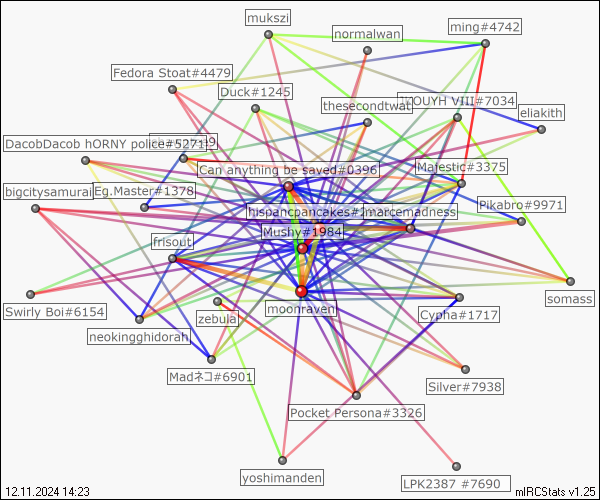 mukszi
normalwan
ming#4742
Fedora Stoat#4479
Duck#1245
thesecondtwat
OUYH VIII#7034
eliakith
DacobDacob hORNY police#5271
Can anything be saved#0396
Majestic#3375
bigcitysamurai
Eg.Master#1378
hispancpancakes#1
marcemadness
Pikabro#9971
Mushy#1984
frisout
moonraven
somass
Swirly Boi#6154
zebula
Cypha#1717
neokingghidorah
Madネコ#6901
Silver#7938
Pocket Persona#3326
yoshimanden
LPK2387 #7690
12.11.2024 14:23
mIRCStats v1.25